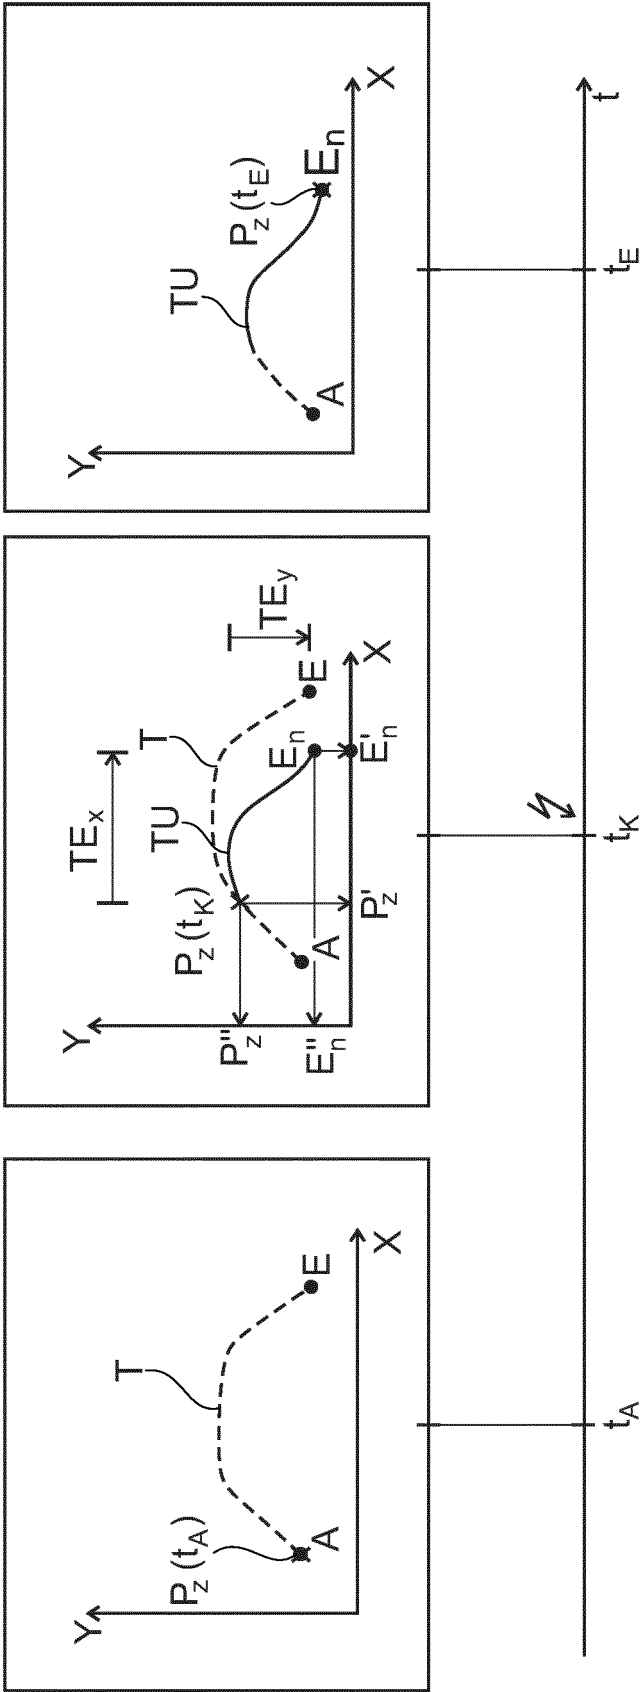 Y
P_z (t_A)
T
A
E
X
Y
TE_x
TE_y
P_z (t_K)
TU
T
E_n
E
A
P''_z
E''_n
P'_z
E'_n
X
Y
TU
P_z (t_E)
A
E_n
X
t_A
t_K
t_E
t